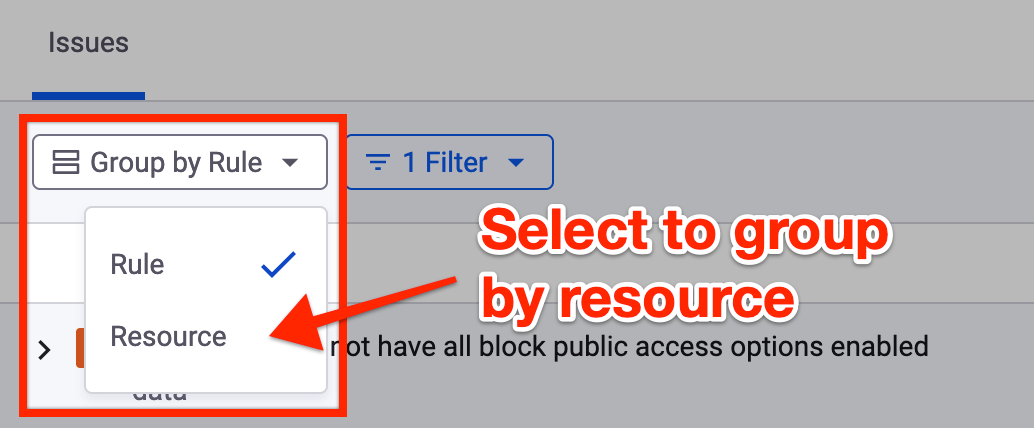 Issues
Group by Rule
1 Filter
Rule
Select to group
by resource
Resource
not have all block public access options enabled
data